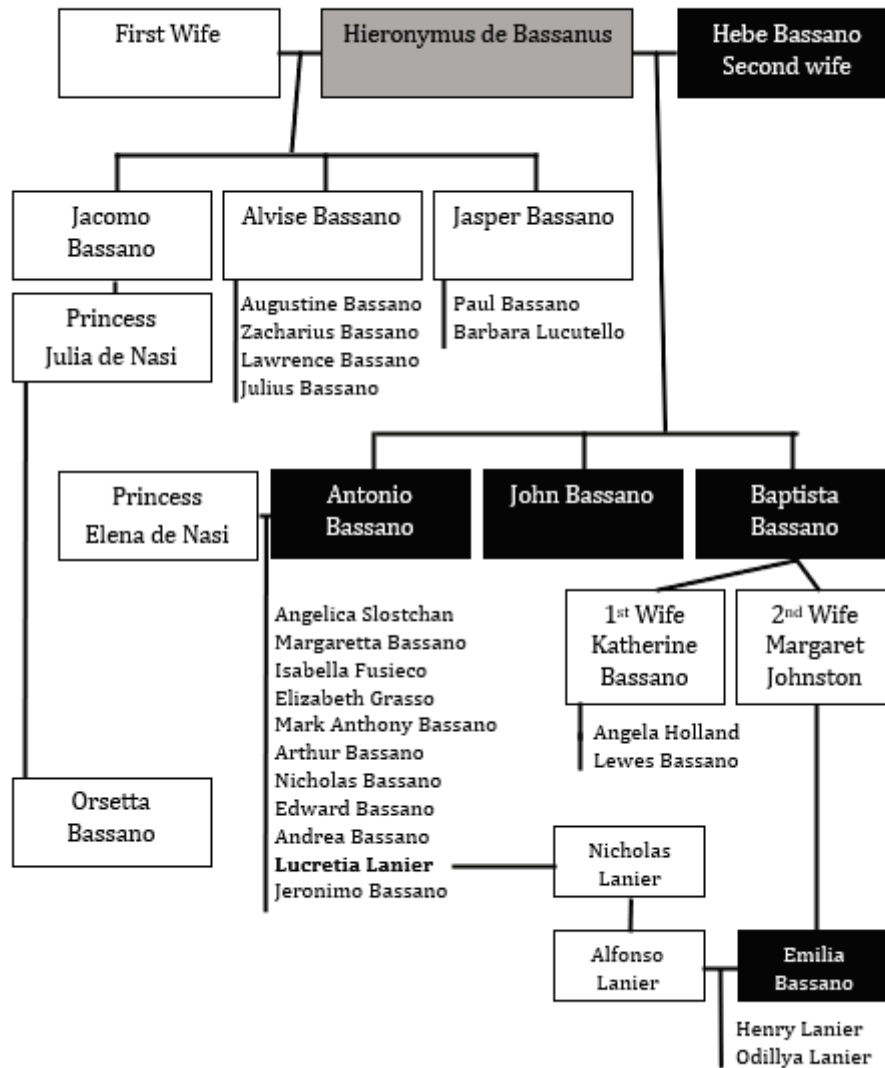 First Wife
Hieronymus de Bassanus
Hebe Bassano
Second wife
Jacomo
Bassano
Alvise Bassano
Jasper Bassano
Princess
Julia de Nasi
Augustine Bassano
Zacharius Bassano
Lawrence Bassano
Julius Bassano
Paul Bassano
Barbara Lucutello
Princess
Elena de Nasi
Antonio
Bassano
John Bassano
Baptista
Bassano
Angelica Slostchan
Margaretta Bassano
Isabella Fusieco
Elizabeth Grasso
Mark Anthony Bassano
Arthur Bassano
Nicholas Bassano
Edward Bassano
Andrea Bassano
Lucretia Lanier
Jeronimo Bassano
1st Wife
Katherine
Bassano
2nd Wife
Margaret
Johnston
Angela Holland
Lewes Bassano
Orsetta
Bassano
Nicholas
Lanier
Alfonso
Lanier
Emilia
Bassano
Henry Lanier
Odillya Lanier